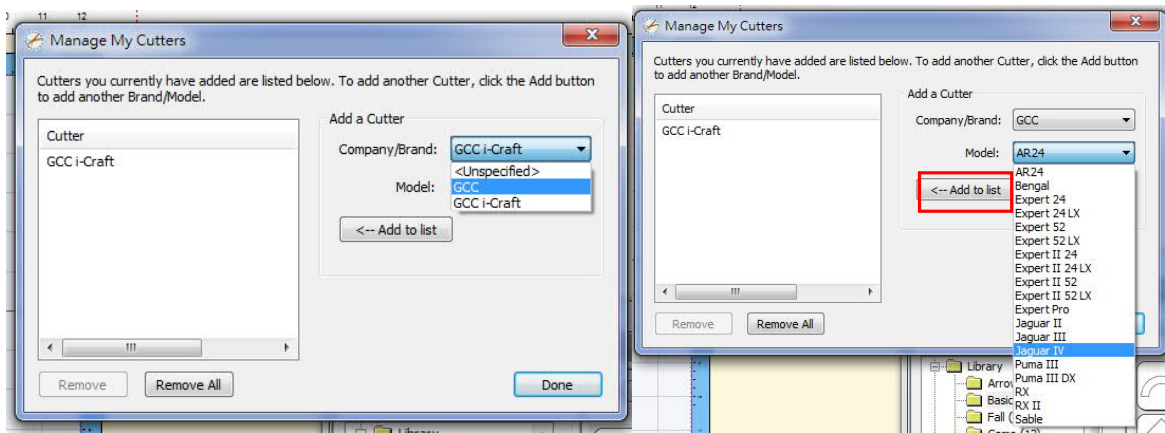 11 12
Manage My Cutters
Cutters you currently have added are listed below. To add another Cutter, click the Add button
to add another Brand/Model.
Cutter
GCC i-Craft
Add a Cutter
Company/Brand: GCC i-Craft
<Unspecified>
Model: GCC
GCC i-Craft
<-- Add to list
Remove
Remove All
Done
Manage My Cutters
Cutters you currently have added are listed below. To add another Cutter, click the Add button
to add another Brand/Model.
Cutter
GCC i-Craft
Add a Cutter
Company/Brand: GCC
Model: AR24
<-- Add to list
AR24
Bengal
Expert 24
Expert 24 LX
Expert 52
Expert 52 LX
Expert II 24
Expert II 24 LX
Expert II 52
Expert II 52 LX
Expert Pro
Jaguar II
Jaguar III
Jaguar IV
Puma III
Puma III DX
RX
RX II
Sable
Remove
Remove All
Library
Arrow
Basic
Fall (